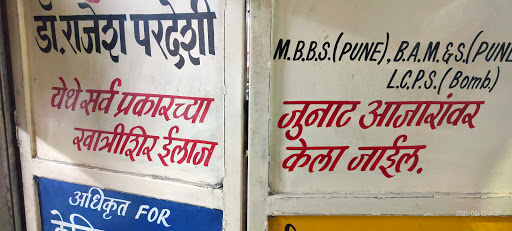 डॉ. राजेश परदेशी
येथे सर्व प्रकारच्या
खात्रीशिर ईलाज
अधिकृत FOR
M.B.B.S. (PUNE), B.A.M.&S. (PUNE
L.C.P.S. (Bomb.)
जुनाट आजारांवर
केला जाईल.